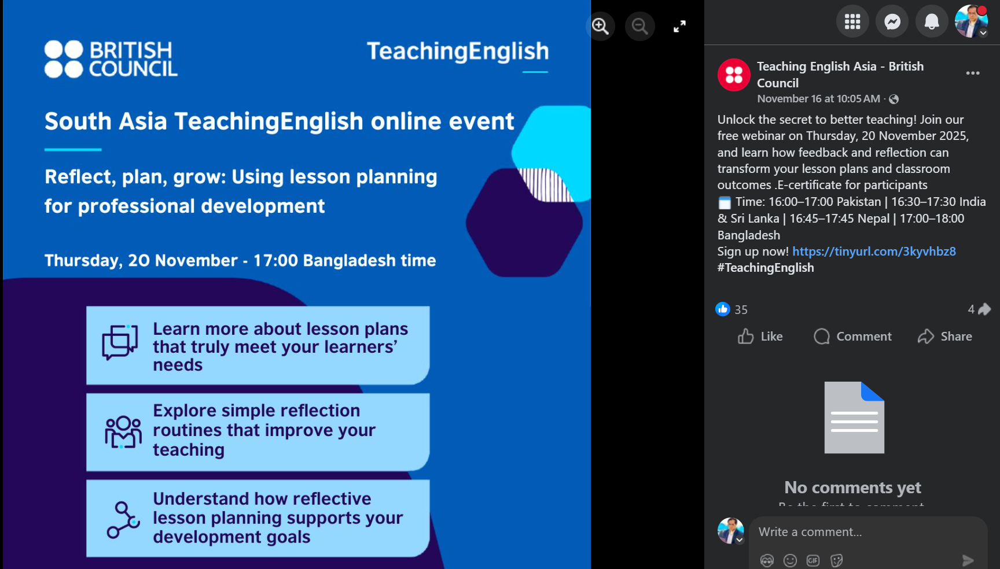 BRITISH
COUNCIL
TeachingEnglish
South Asia TeachingEnglish online event
Reflect, plan, grow: Using lesson planning
for professional development
Thursday, 20 November - 17:00 Bangladesh time
Learn more about lesson plans
that truly meet your learners’
needs
Explore simple reflection
routines that improve your
teaching
Understand how reflective
lesson planning supports your
development goals
Teaching English Asia - British
Council
November 16 at 10:05 AM ·
Unlock the secret to better teaching! Join our
free webinar on Thursday, 20 November 2025,
and learn how feedback and reflection can
transform your lesson plans and classroom
outcomes .E-certificate for participants
Time: 16:00–17:00 Pakistan | 16:30–17:30 India
& Sri Lanka | 16:45–17:45 Nepal | 17:00–18:00
Bangladesh
Sign up now! https://tinyurl.com/3kyvhbz8
#TeachingEnglish
35
4
Like
Comment
Share
No comments yet
Be the first to comment.
Write a comment...
GIF